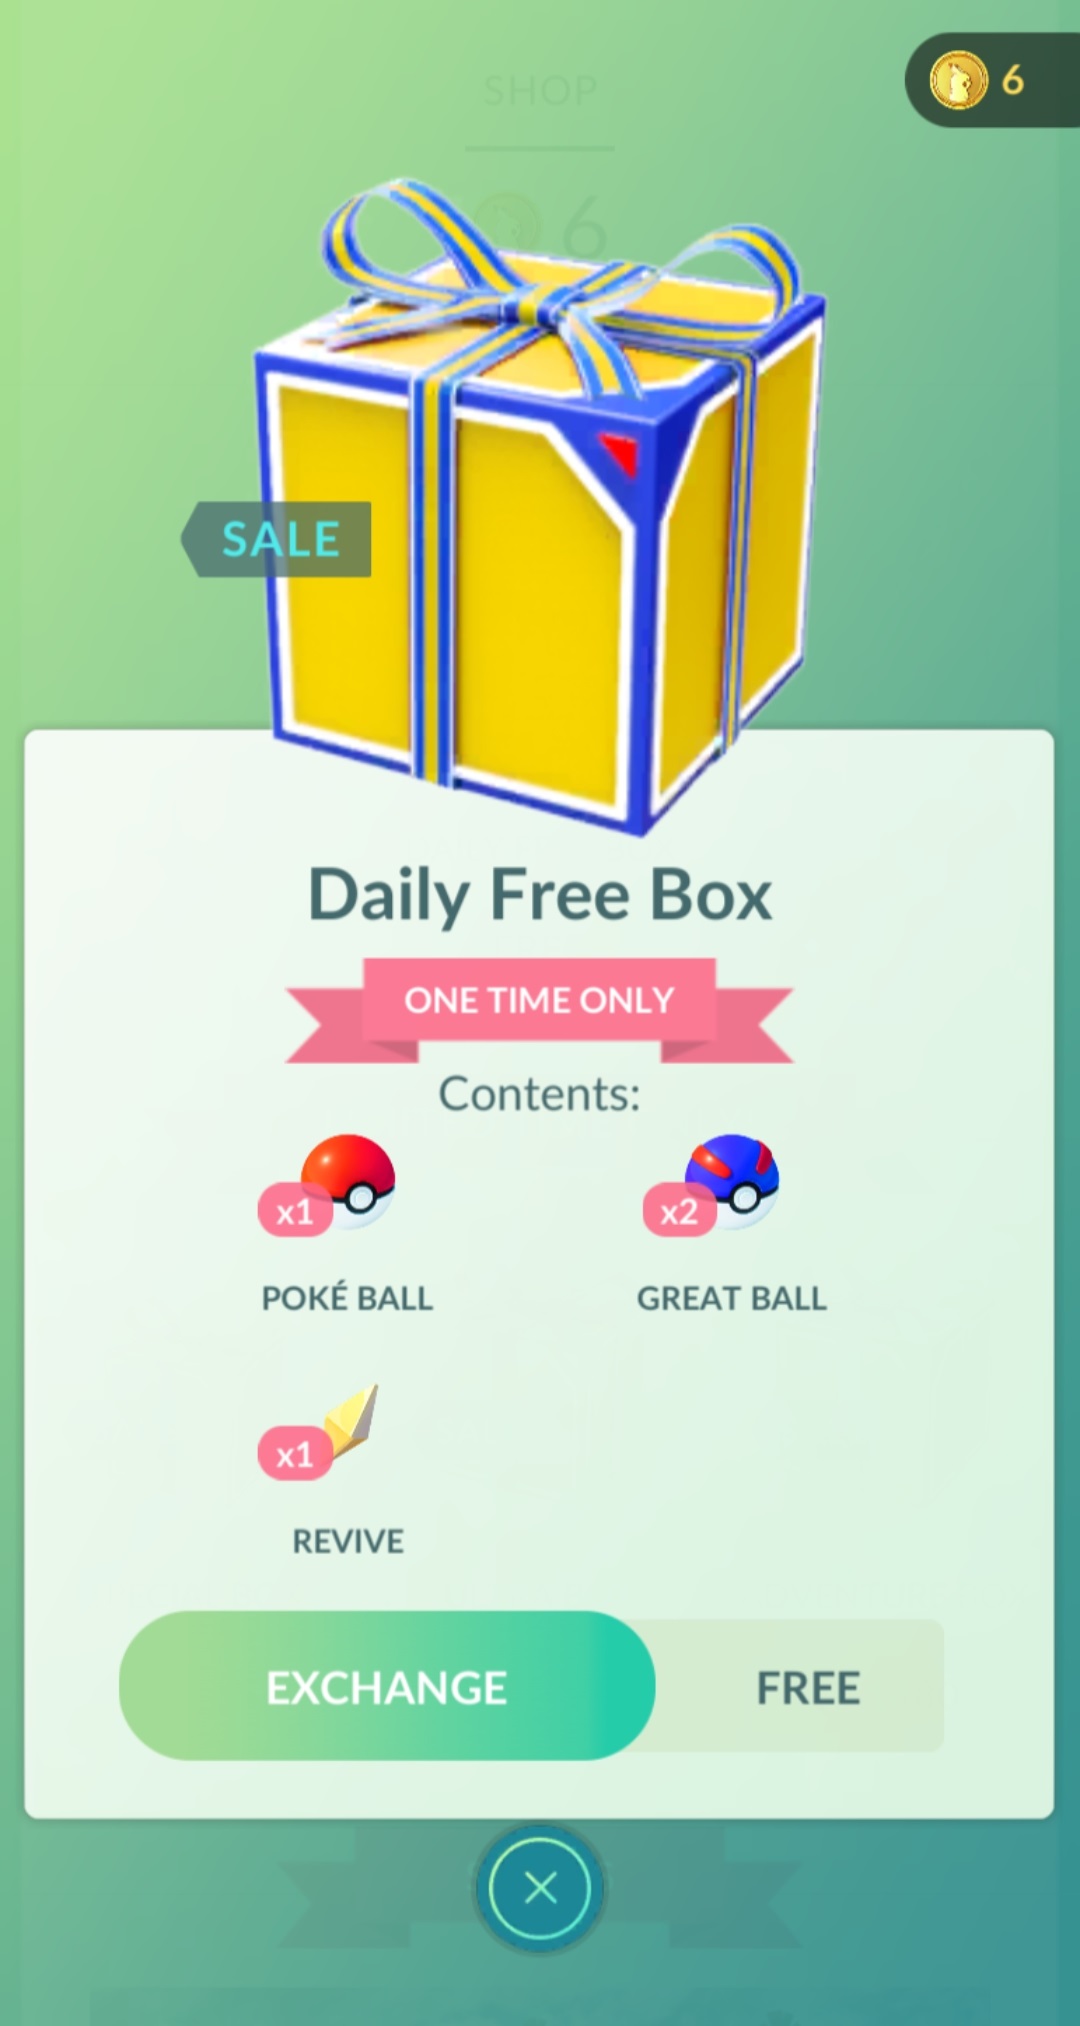 SHOP
6
6
SALE
Daily Free Box
ONE TIME ONLY
Contents:
x1
x2
POKÉ BALL
GREAT BALL
x1
REVIVE
EXCHANGE
FREE